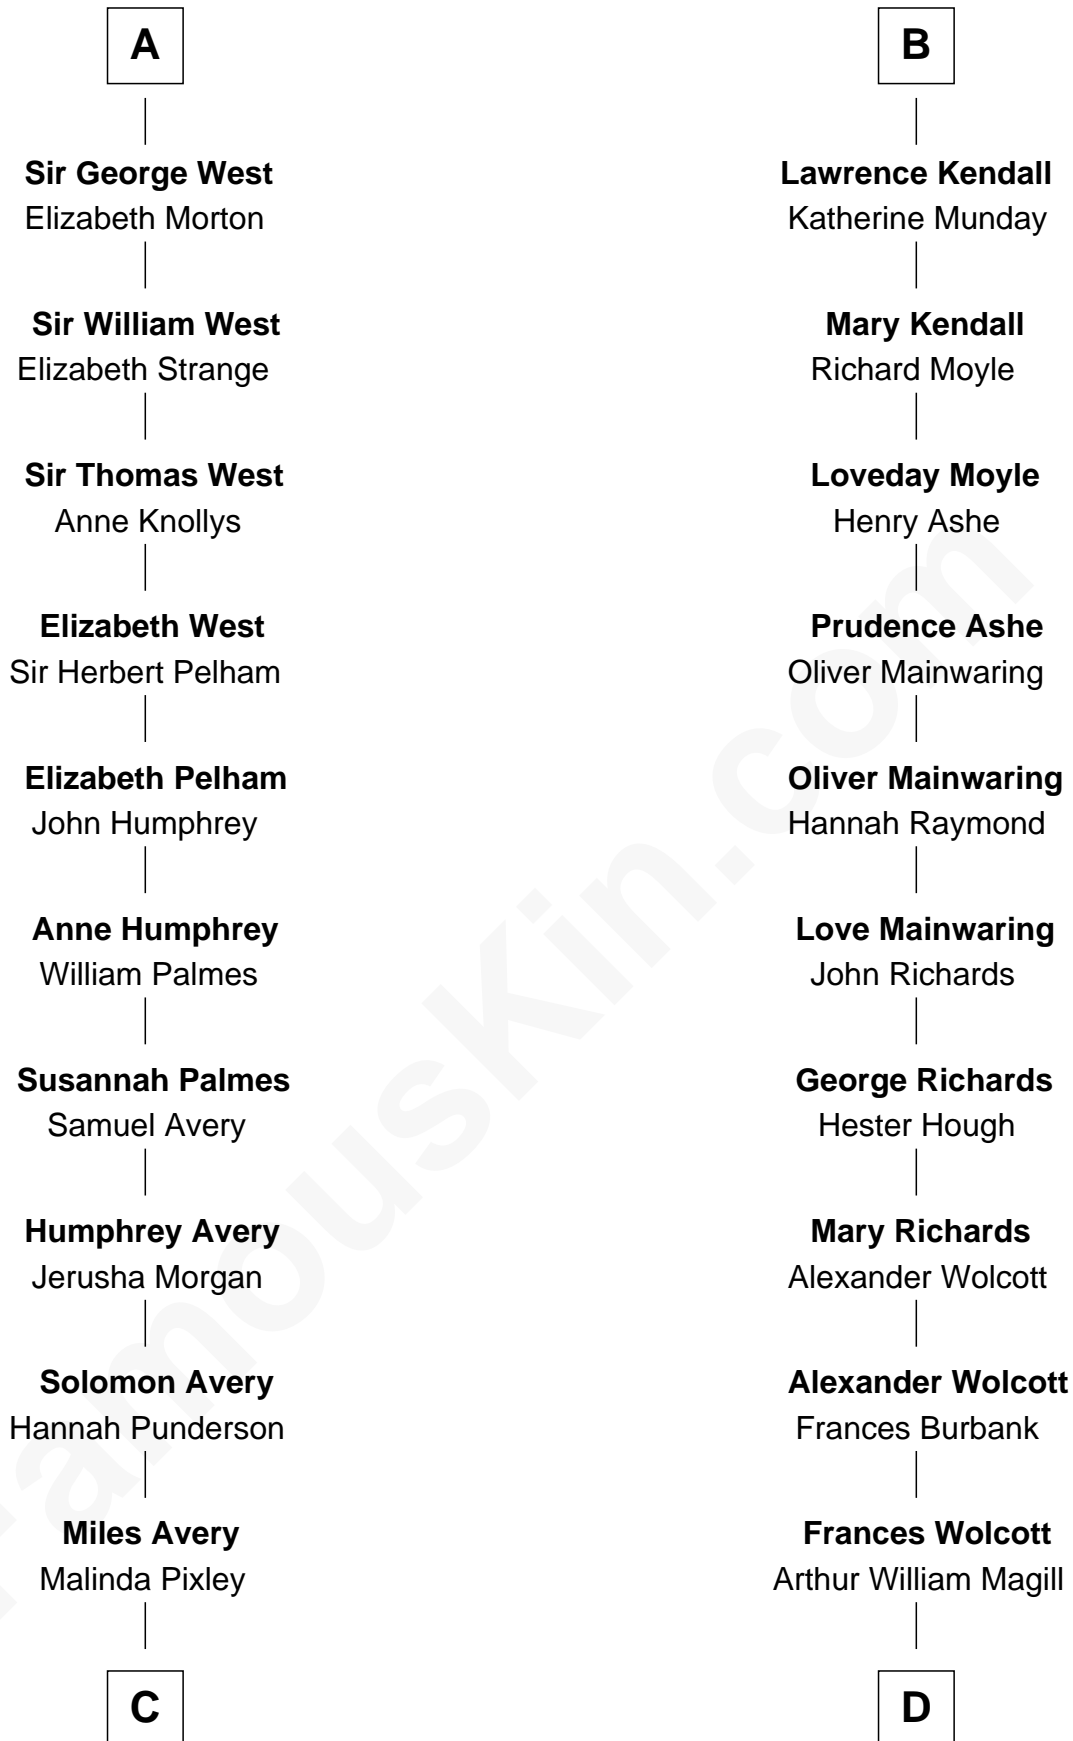 A
Sir George West
Elizabeth Morton
Sir William West
Elizabeth Strange
Sir Thomas West
Anne Knollys
Elizabeth West
Sir Herbert Pelham
Elizabeth Pelham
John Humphrey
Anne Humphrey
William Palmes
Susannah Palmes
Samuel Avery
Humphrey Avery
Jerusha Morgan
Solomon Avery
Hannah Punderson
Miles Avery
Malinda Pixley
C
B
Lawrence Kendall
Katherine Munday
Mary Kendall
Richard Moyle
Loveday Moyle
Henry Ashe
Prudence Ashe
Oliver Mainwaring
Oliver Mainwaring
Hannah Raymond
Love Mainwaring
John Richards
George Richards
Hester Hough
Mary Richards
Alexander Wolcott
Alexander Wolcott
Frances Burbank
Frances Wolcott
Arthur William Magill
D
FamousKin.com